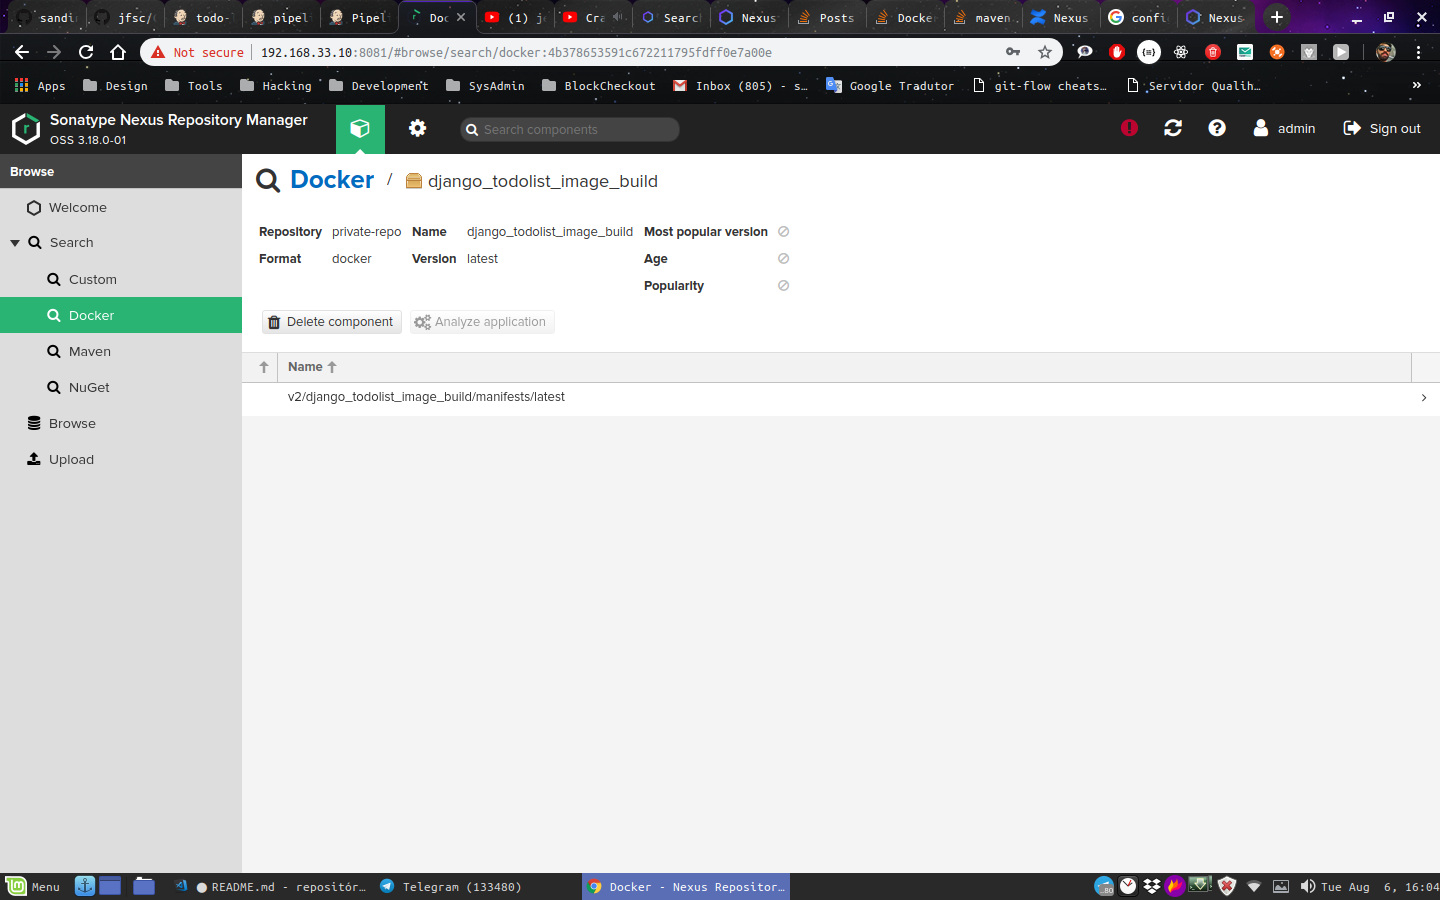 sandi
jfsc/
todo-
pipel
Pipel
Doc
(1) j
Cra
Searc
Nexus
Posts
Docke
maven
Nexus
confi
Nexus
Not secure 192.168.33.10:8081/#browse/search/docker:4b378653591c672211795fdff0e7a00e
Apps Design Tools Hacking Development SysAdmin BlockCheckout Inbox (805) - s… Google Tradutor git-flow cheats… Servidor Qualih… »
Sonatype Nexus Repository Manager
OSS 3.18.0-01
Search components
admin Sign out
Browse
Welcome
Search
Custom
Docker
Maven
NuGet
Browse
Upload
Docker / django_todolist_image_build
Repository private-repo Name django_todolist_image_build Most popular version
Format docker Version latest Age
Popularity
Delete component Analyze application
Name
v2/django_todolist_image_build/manifests/latest
Menu README.md - repositór… Telegram (133480) Docker - Nexus Repositor… Tue Aug 6, 16:04